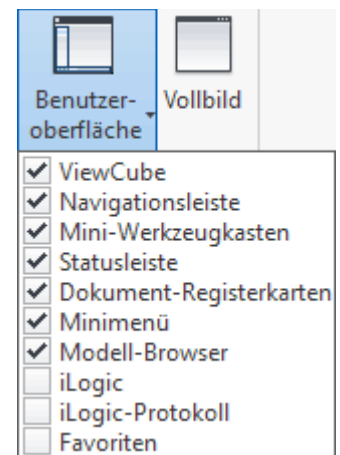 Benutzer-
oberfläche
Vollbild
ViewCube
Navigationsleiste
Mini-Werkzeugkasten
Statusleiste
Dokument-Registerkarten
Minimenü
Modell-Browser
iLogic
iLogic-Protokoll
Favoriten